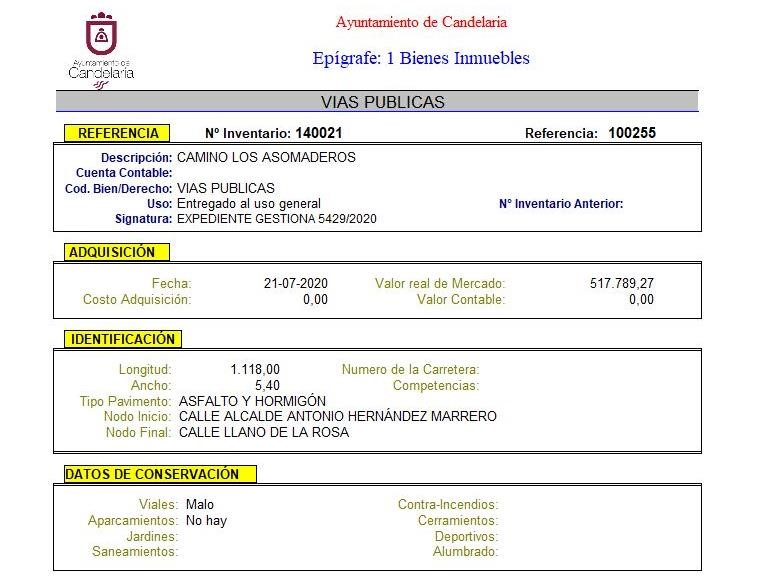 Ayuntamiento de
Candelaria
Ayuntamiento de Candelaria
Epígrafe: 1 Bienes Inmuebles
VIAS PUBLICAS
REFERENCIA Nº Inventario: 140021 Referencia: 100255
Descripción: CAMINO LOS ASOMADEROS
Cuenta Contable:
Cod. Bien/Derecho: VIAS PUBLICAS
Uso: Entregado al uso general Nº Inventario Anterior:
Signatura: EXPEDIENTE GESTIONA 5429/2020
ADQUISICIÓN
Fecha: 21-07-2020 Valor real de Mercado: 517.789,27
Costo Adquisición: 0,00 Valor Contable: 0,00
IDENTIFICACIÓN
Longitud: 1.118,00 Numero de la Carretera:
Ancho: 5,40 Competencias:
Tipo Pavimento: ASFALTO Y HORMIGÓN
Nodo Inicio: CALLE ALCALDE ANTONIO HERNÁNDEZ MARRERO
Nodo Final: CALLE LLANO DE LA ROSA
DATOS DE CONSERVACIÓN
Viales: Malo Contra-Incendios:
Aparcamientos: No hay Cerramientos:
Jardines: Deportivos:
Saneamientos: Alumbrado: